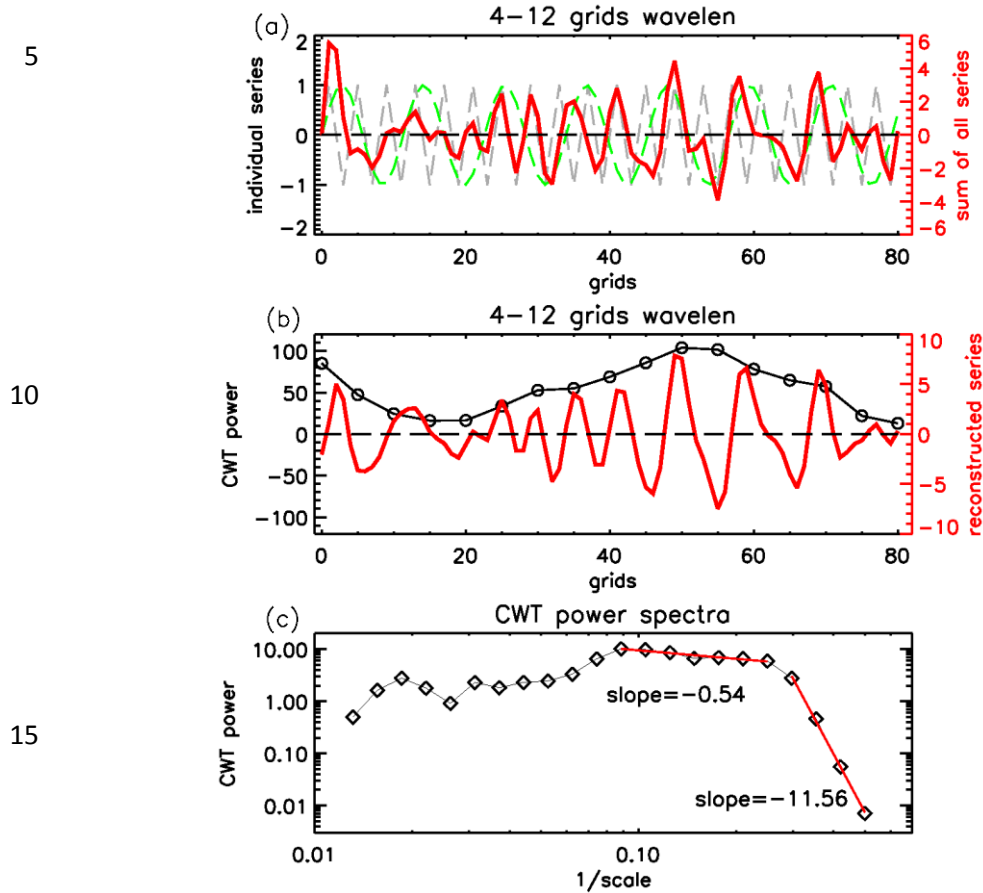 5
10
15
(a)
4-12 grids wavelen
individual series
2
1
0
-1
-2
6
4
2
0
-2
-4
-6
sum of all series
0 20 40 60 80
grids
(b)
4-12 grids wavelen
CWT power
100
50
0
-50
-100
10
5
0
-5
-10
reconstructed series
0 20 40 60 80
grids
(c)
CWT power spectra
CWT power
10.00
1.00
0.10
0.01
slope=-0.54
slope=-11.56
0.01 0.10
1/scale